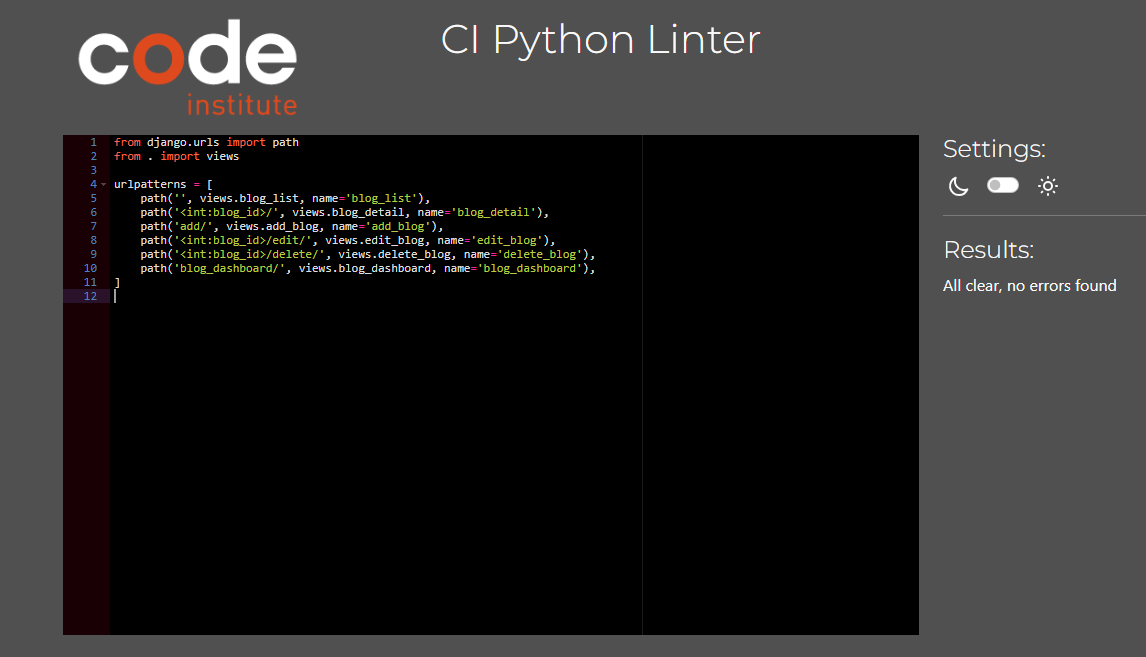 code
institute
CI Python Linter
1 from django.urls import path
2 from . import views
3
4 urlpatterns = [
5     path('', views.blog_list, name='blog_list'),
6     path('<int:blog_id>/', views.blog_detail, name='blog_detail'),
7     path('add/', views.add_blog, name='add_blog'),
8     path('<int:blog_id>/edit/', views.edit_blog, name='edit_blog'),
9     path('<int:blog_id>/delete/', views.delete_blog, name='delete_blog'),
10     path('blog_dashboard/', views.blog_dashboard, name='blog_dashboard'),
11 ]
12
Settings:
Results:
All clear, no errors found